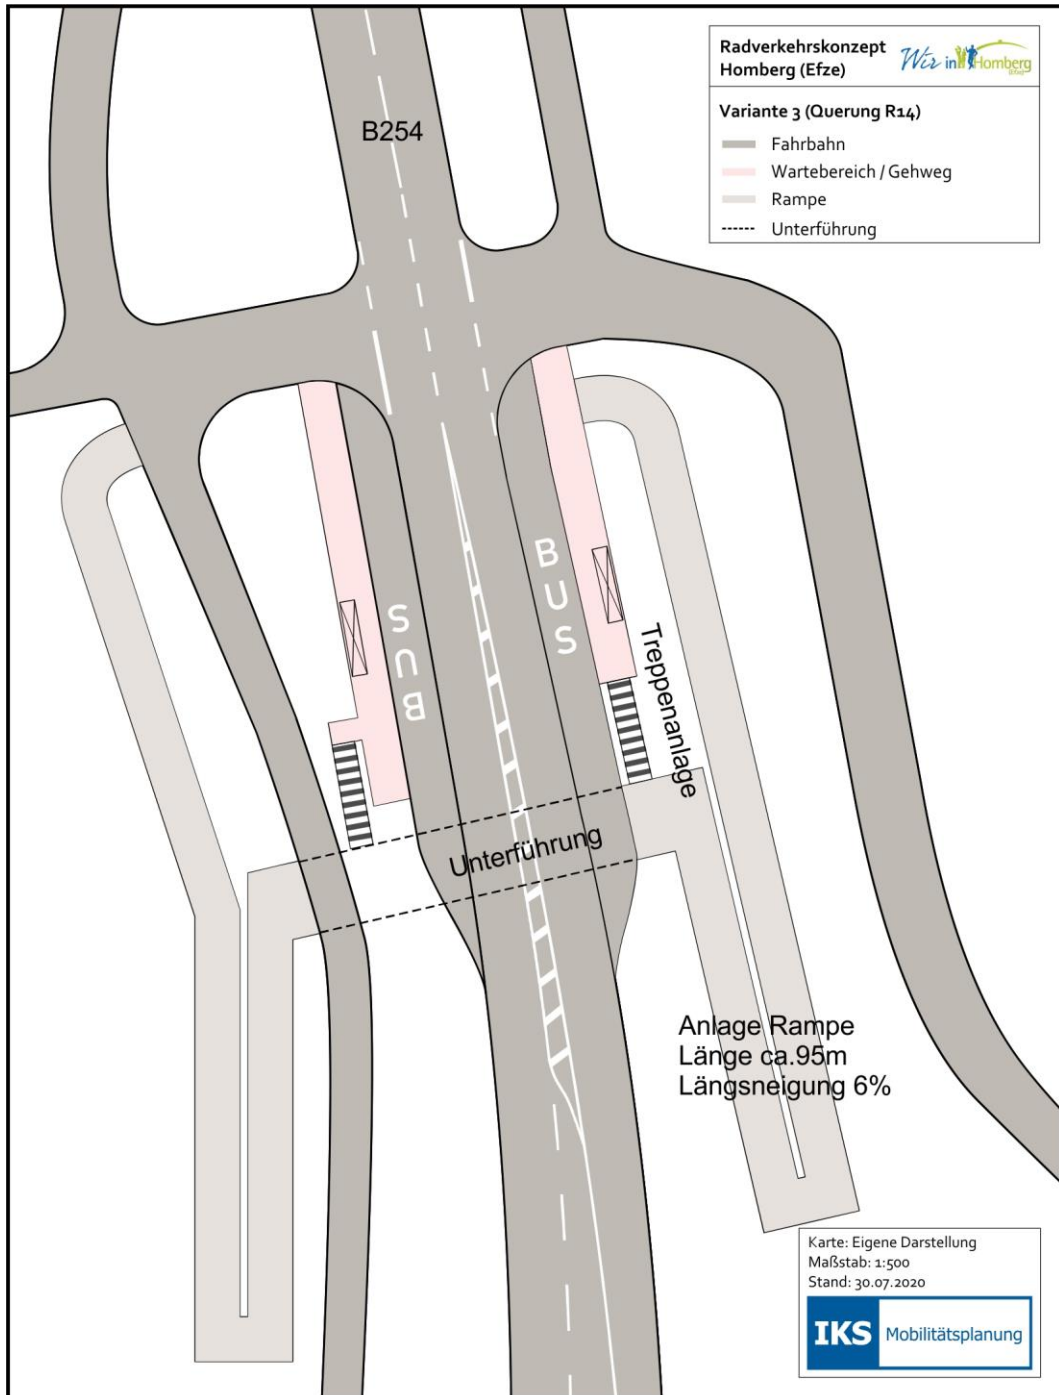 Radverkehrskonzept
Homberg (Efze)
Wir in Homberg
(Efze)
Variante 3 (Querung R14)
Fahrbahn
Wartebereich / Gehweg
Rampe
Unterführung
B254
BUS
BUS
Treppenanlage
Unterführung
Anlage Rampe
Länge ca.95m
Längsneigung 6%
Karte: Eigene Darstellung
Maßstab: 1:500
Stand: 30.07.2020
IKS Mobilitätsplanung